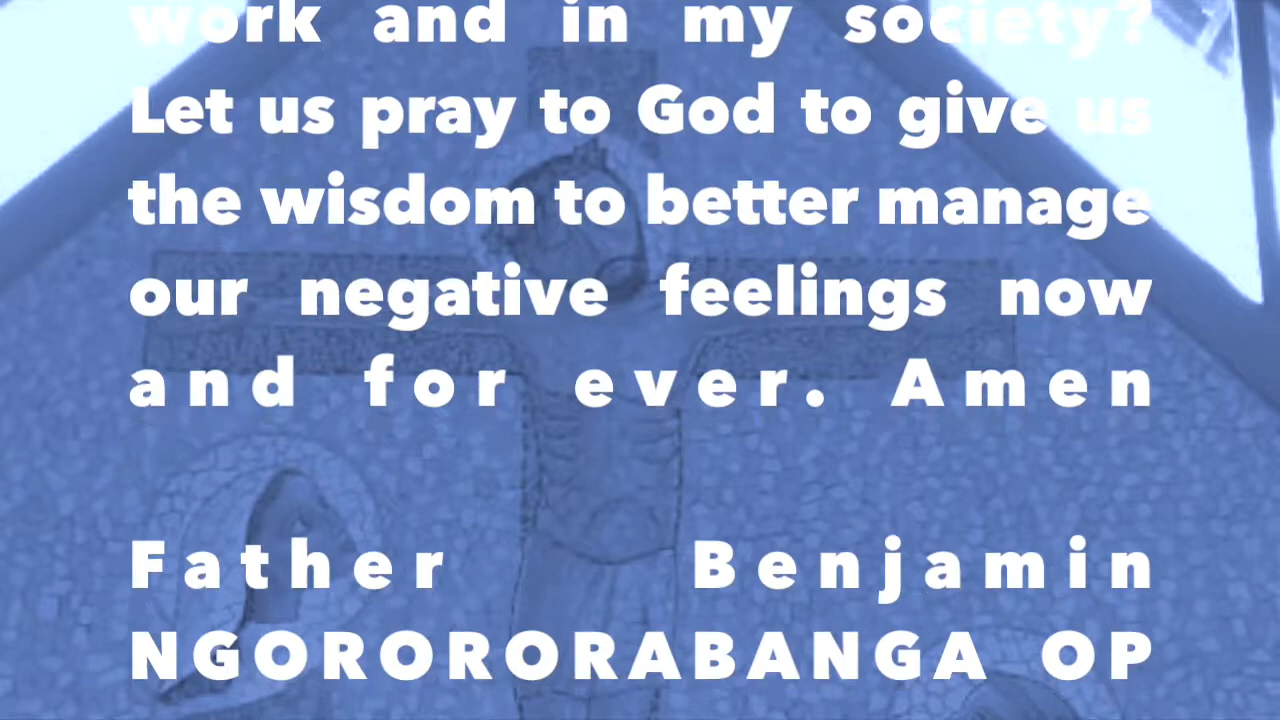 work and in my society?
Let us pray to God to give us
the wisdom to better manage
our negative feelings now
and for ever. Amen
Father Benjamin
NGORORORABANGA OP